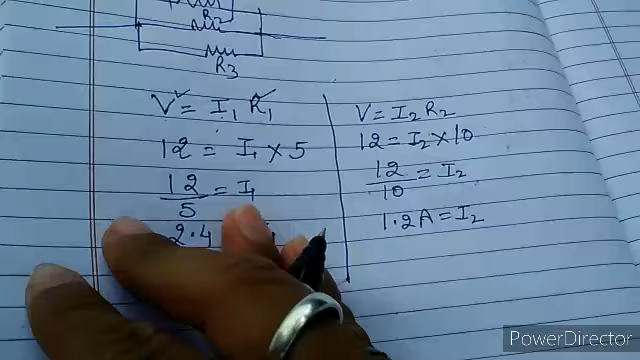 R2
R3
V = I1 R1
12 = I1 × 5
12/5 = I1
2.4
V = I2 R2
12 = I2 × 10
12/10 = I2
1.2A = I2
PowerDirector